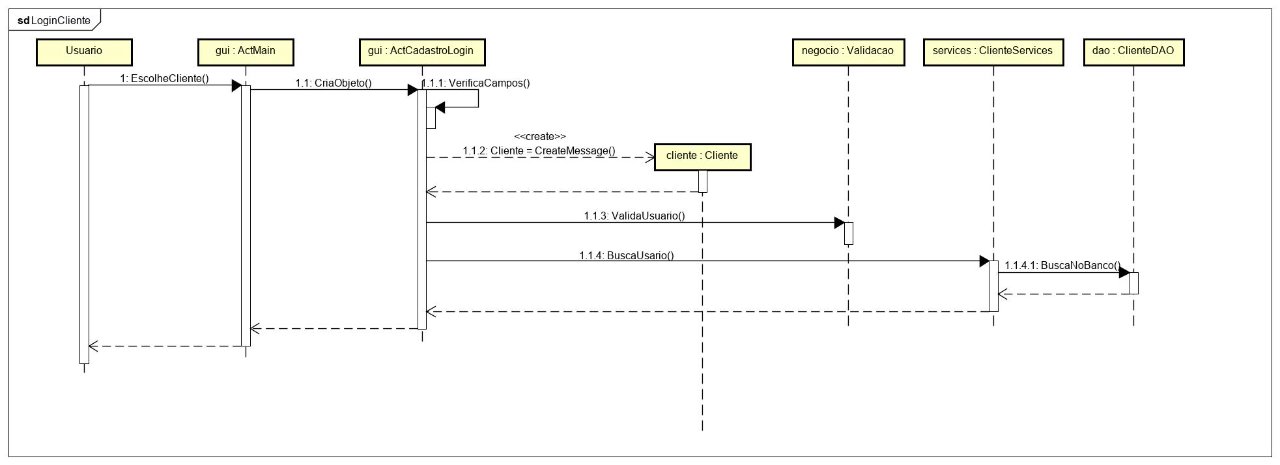 sd LoginCliente
Usuario
gui : ActMain
gui : ActCadastroLogin
negocio : Validacao
services : ClienteServices
dao : ClienteDAO
1: EscolheCliente()
1.1: CriaObjeto()
1.1.1: VerificaCampos()
<<create>>
1.1.2: Cliente = CreateMessage()
cliente : Cliente
1.1.3: ValidaUsuario()
1.1.4: BuscaUsario()
1.1.4.1: BuscaNoBanco()